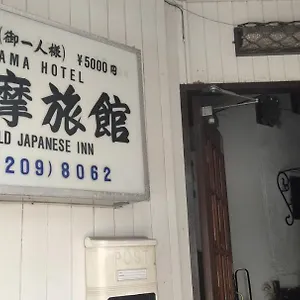 (御一人様) ¥5000円
AMA HOTEL
摩旅館
LD JAPANESE INN
209) 8062
POST